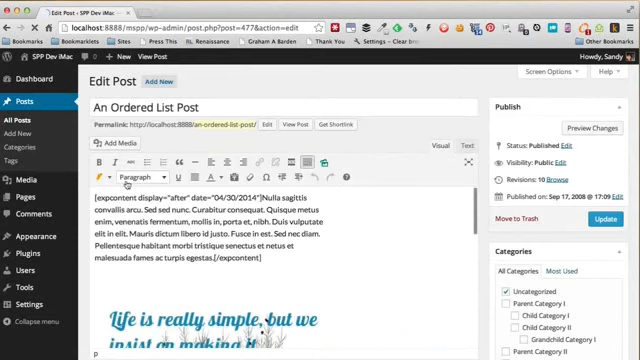 Edit Post
localhost:8888/mspp/wp-admin/post.php?post=477&action=edit
Bookmarks Bookmarklets Sites Press This Renaissance Graham A Barden Settings – Clear brow Other Bookmarks
SPP Dev iMac 0 + New View Post Howdy, Sandy
Screen Options Help
Dashboard
Posts
All Posts
Add New
Categories
Tags
Media
Pages
Comments
Appearance
Plugins
Users
Tools
Settings
Collapse menu
Edit Post Add New
An Ordered List Post
Permalink: http://localhost:8888/an-ordered-list-post/ Edit View Post Get Shortlink
Add Media Visual Text
B I ABC
Paragraph U A
[expcontent display="after" date="04/30/2014"]Nulla sagittis
convallis arcu. Sed sed nunc. Curabitur consequat. Quisque metus
enim, venenatis fermentum, mollis in, porta et, nibh. Duis vulputate
elit in elit. Mauris dictum libero id justo. Fusce in est. Sed nec diam.
Pellentesque habitant morbi tristique senectus et netus et
malesuada fames ac turpis egestas.[/expcontent]
Life is really simple, but we
insist on making it
P
Publish
Preview Changes
Status: Published Edit
Visibility: Public Edit
Revisions: 10 Browse
Published on: Sep 17, 2008 @ 17:09 Edit
Move to Trash Update
Categories
All Categories Most Used
Uncategorized
Parent Category I
Child Category I
Child Category II
Grandchild Category I